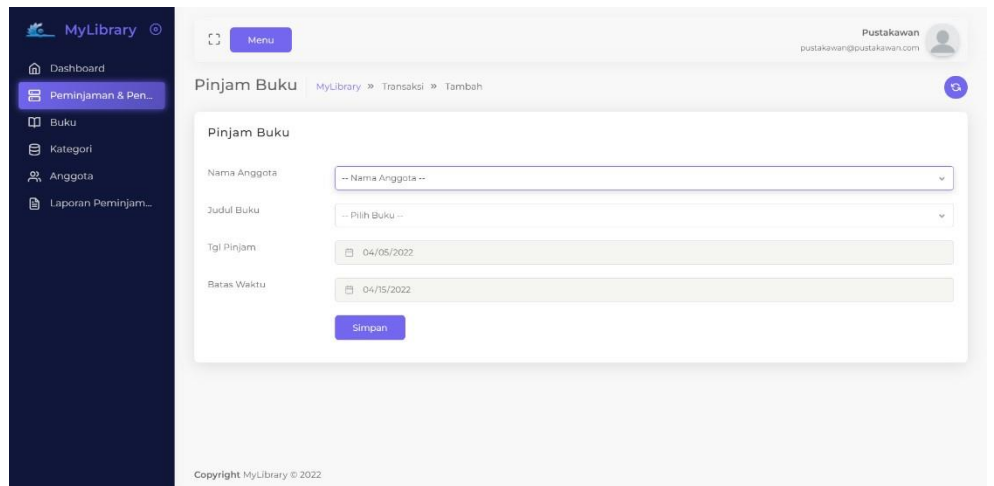 MyLibrary
Dashboard
Peminjaman & Pen...
Buku
Kategori
Anggota
Laporan Peminjam...
Menu
Pustakawan
pustakawan@pustakawan.com
Pinjam Buku
MyLibrary » Transaksi » Tambah
Pinjam Buku
Nama Anggota
-- Nama Anggota --
Judul Buku
-- Pilih Buku --
Tgl Pinjam
04/05/2022
Batas Waktu
04/15/2022
Simpan
Copyright MyLibrary © 2022